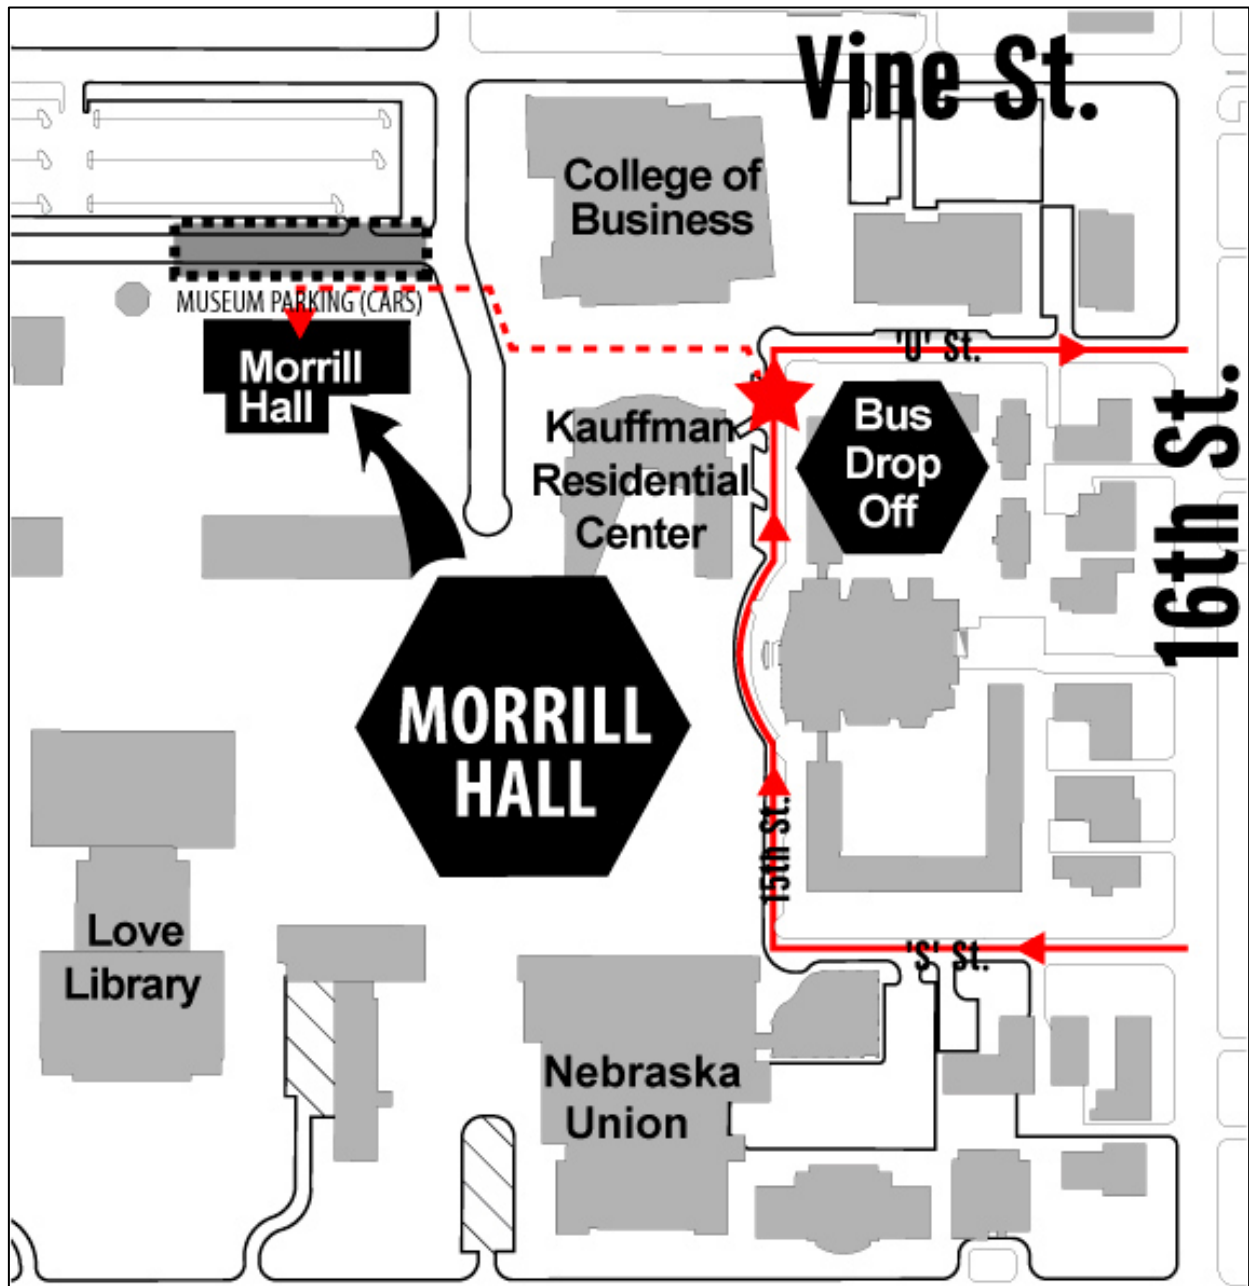 Vine St.
College of
Business
MUSEUM PARKING (CARS)
Morrill
Hall
'U' St.
16th St.
Bus
Drop
Off
Kauffman
Residential
Center
MORRILL
HALL
15th St.
Love
Library
'S' St.
Nebraska
Union